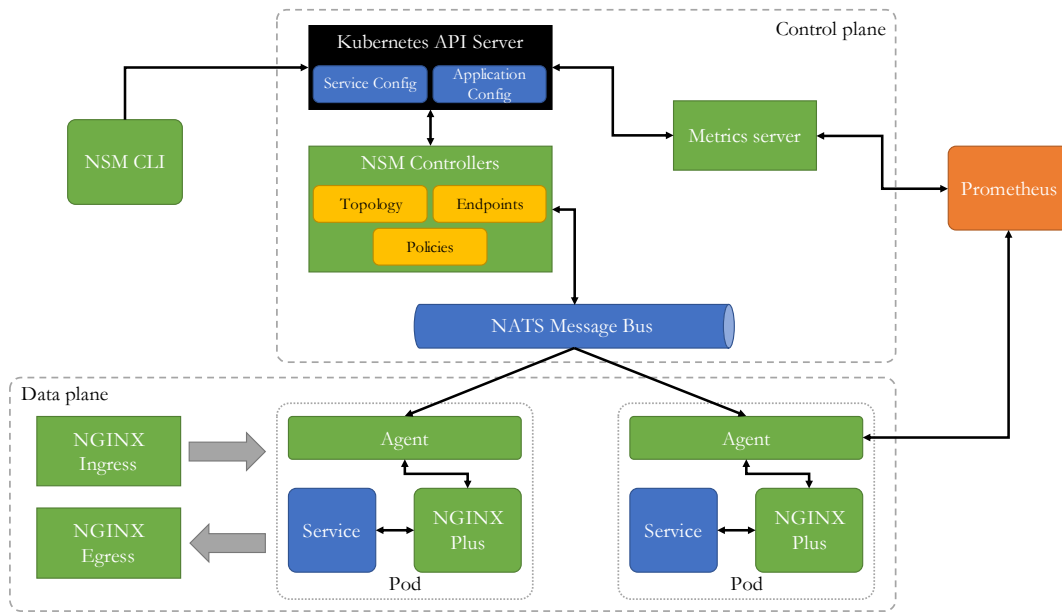 Control plane
Kubernetes API Server
Service Config
Application
Config
NSM CLI
Metrics server
NSM Controllers
Topology
Endpoints
Policies
Prometheus
NATS Message Bus
Data plane
NGINX
Ingress
NGINX
Egress
Agent
Service
NGINX
Plus
Pod
Agent
Service
NGINX
Plus
Pod